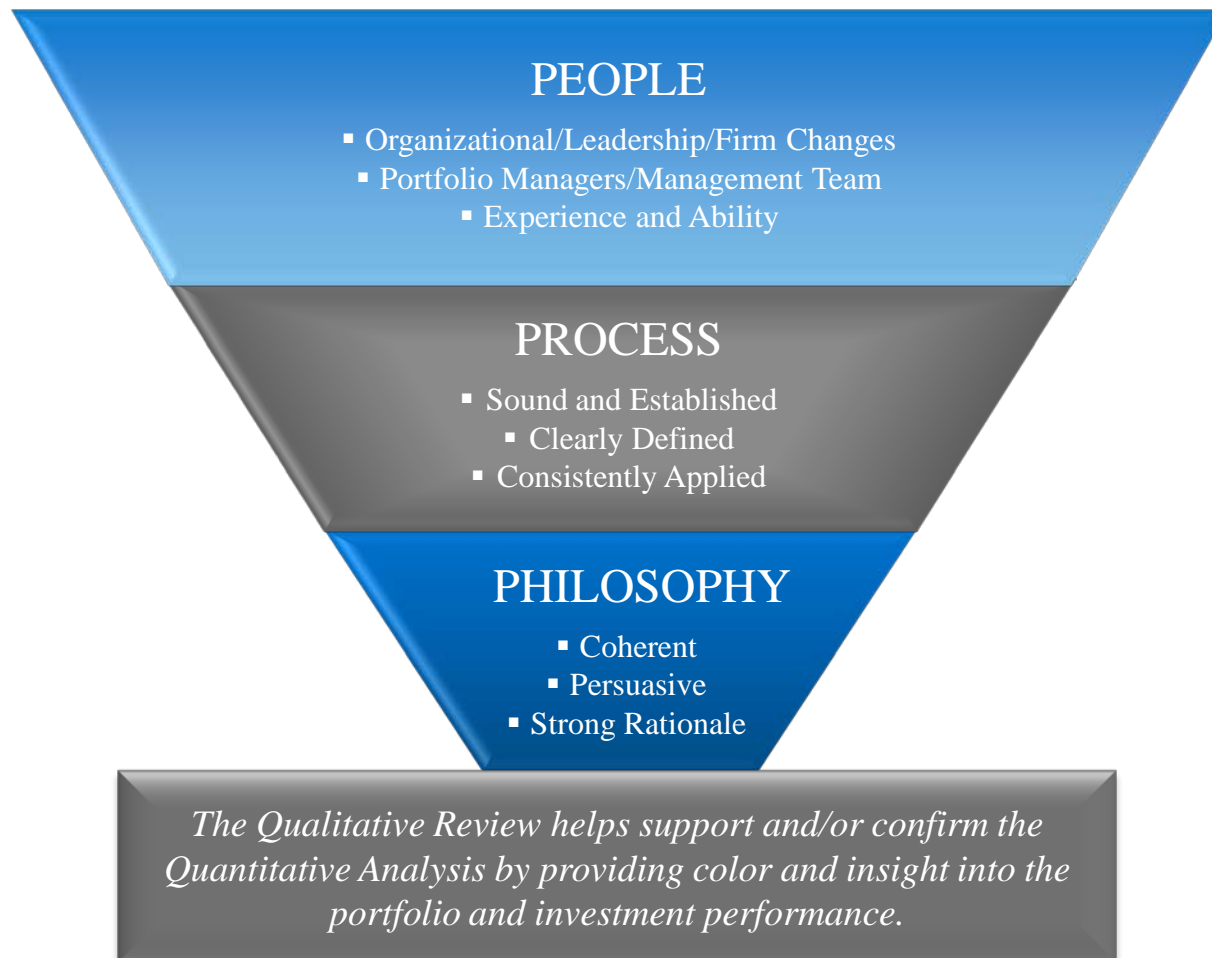 PEOPLE
▪ Organizational/Leadership/Firm Changes
▪ Portfolio Managers/Management Team
▪ Experience and Ability
PROCESS
▪ Sound and Established
▪ Clearly Defined
▪ Consistently Applied
PHILOSOPHY
▪ Coherent
▪ Persuasive
▪ Strong Rationale
The Qualitative Review helps support and/or confirm the
Quantitative Analysis by providing color and insight into the
portfolio and investment performance.